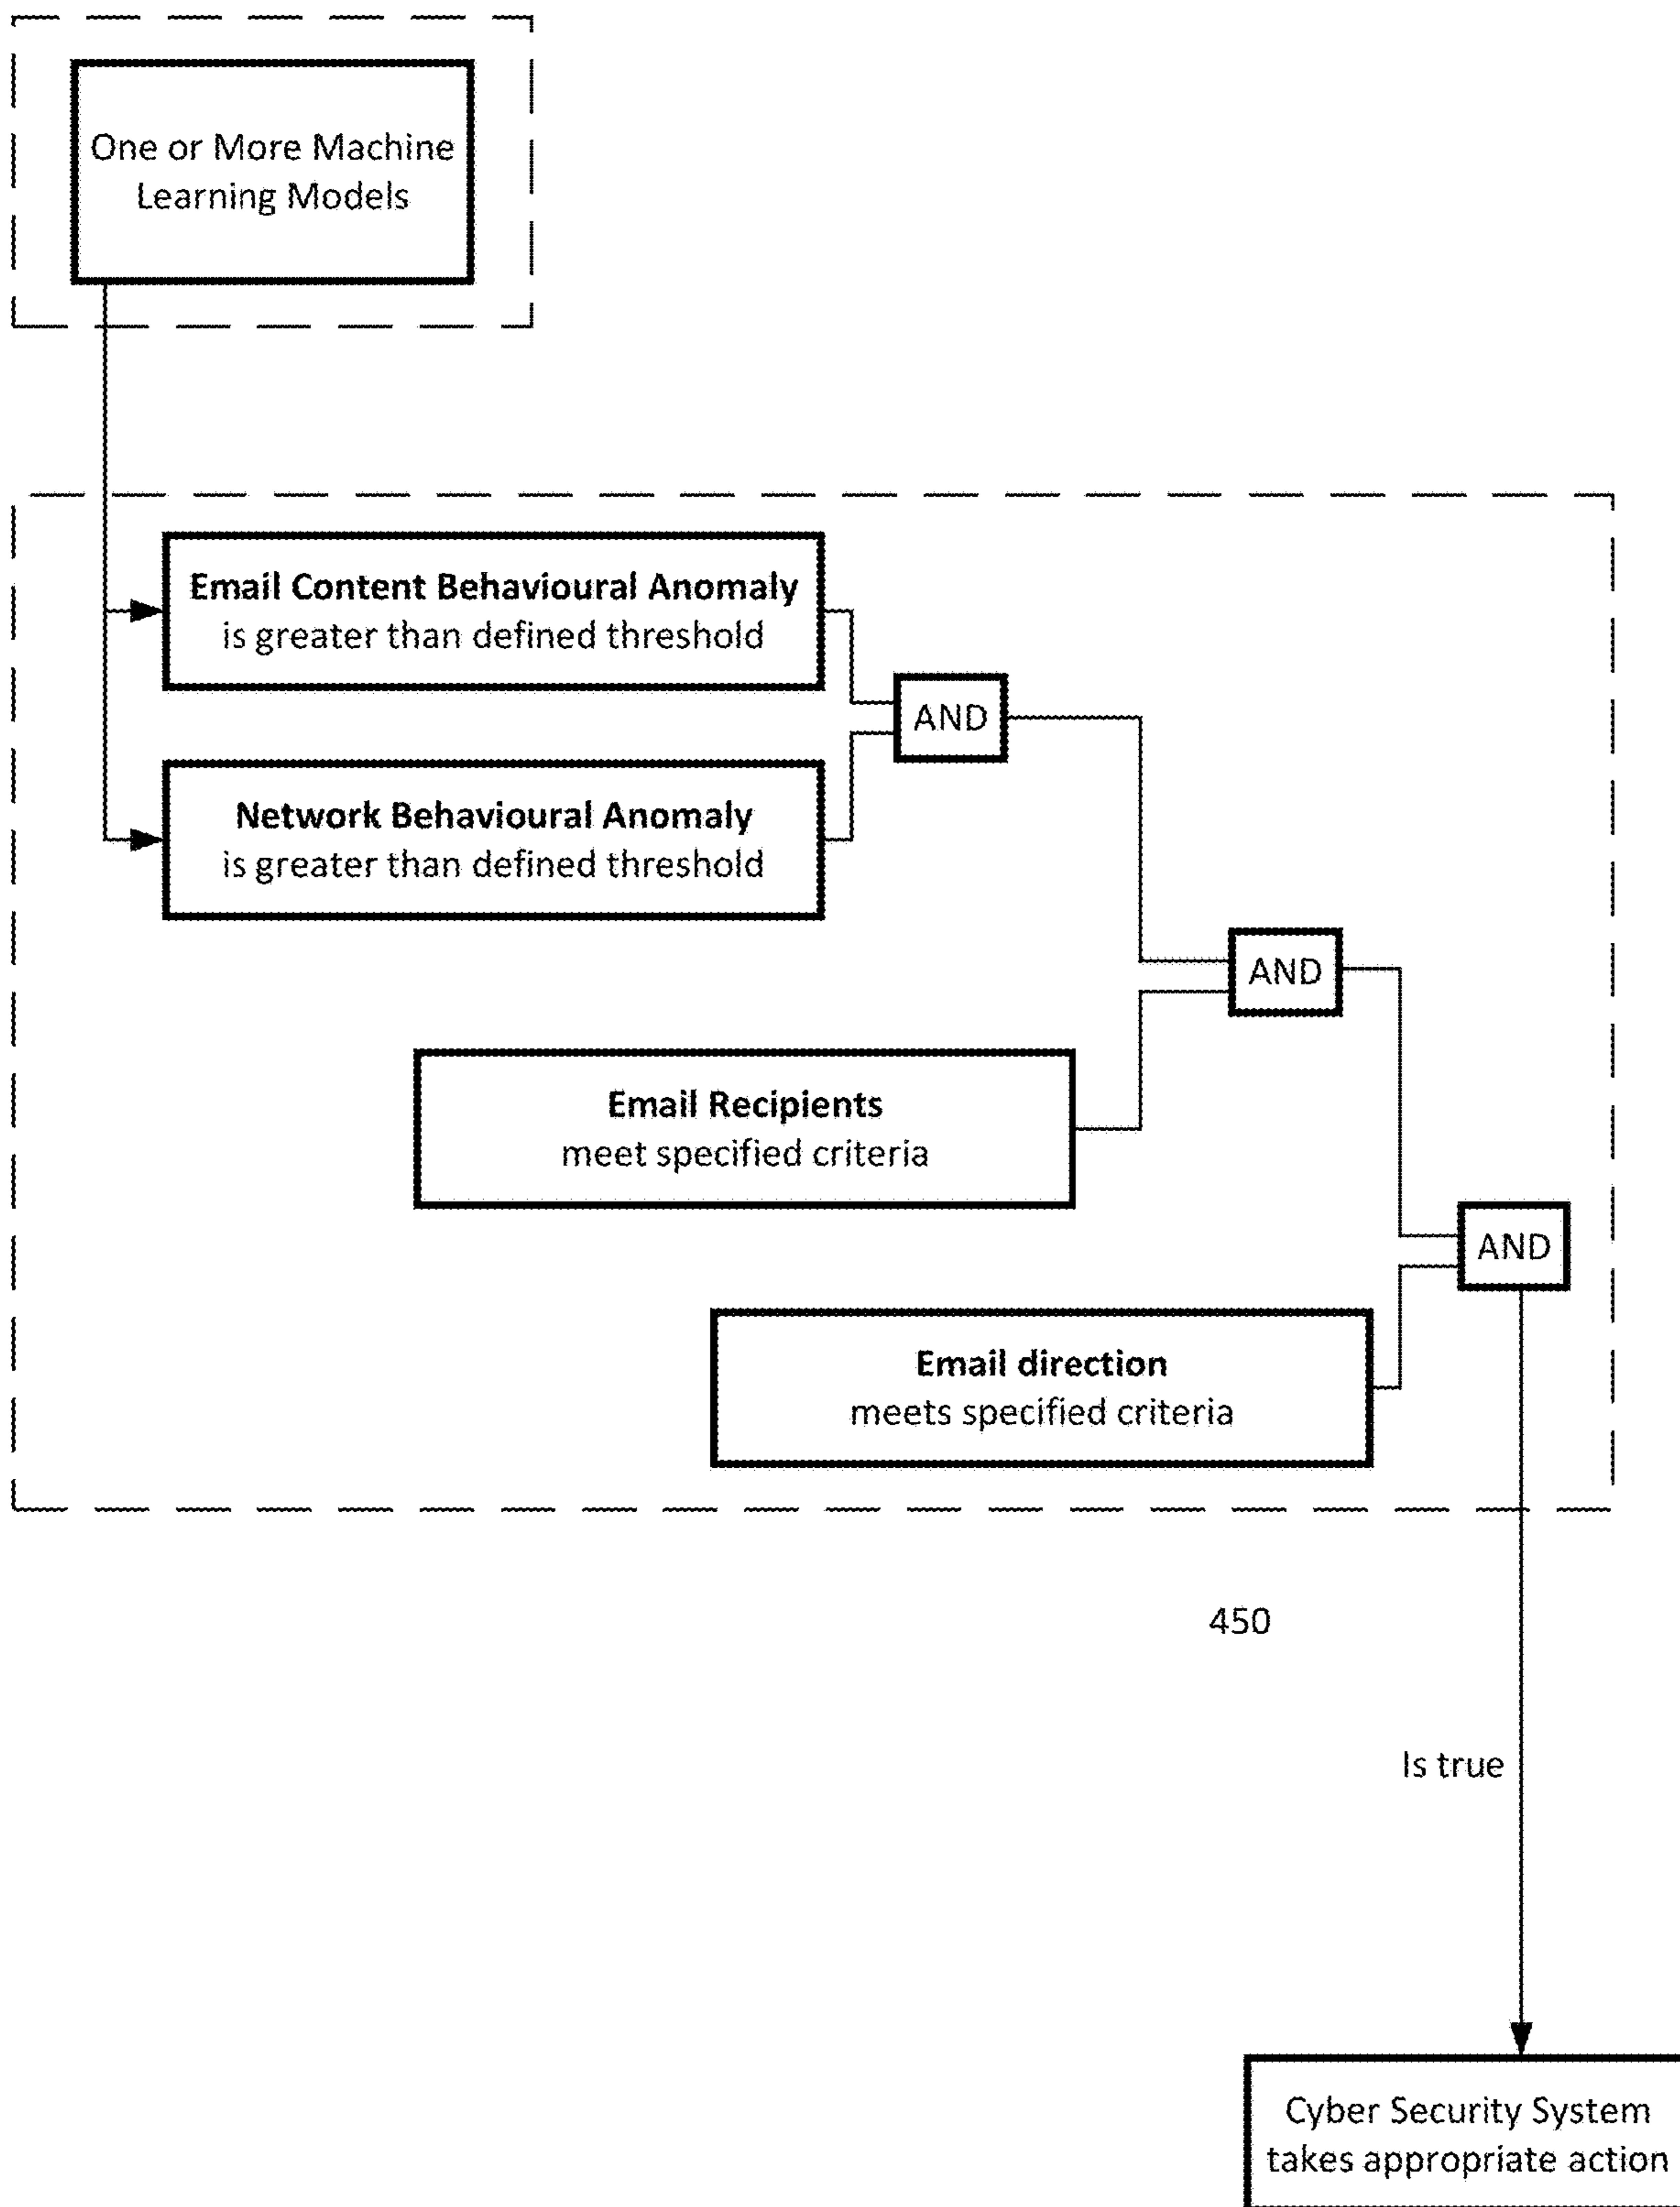 One or More Machine
Learning Models
Email Content Behavioural Anomaly
is greater than defined threshold
AND
Network Behavioural Anomaly
is greater than defined threshold
AND
Email Recipients
meet specified criteria
AND
Email direction
meets specified criteria
450
Is true
Cyber Security System
takes appropriate action